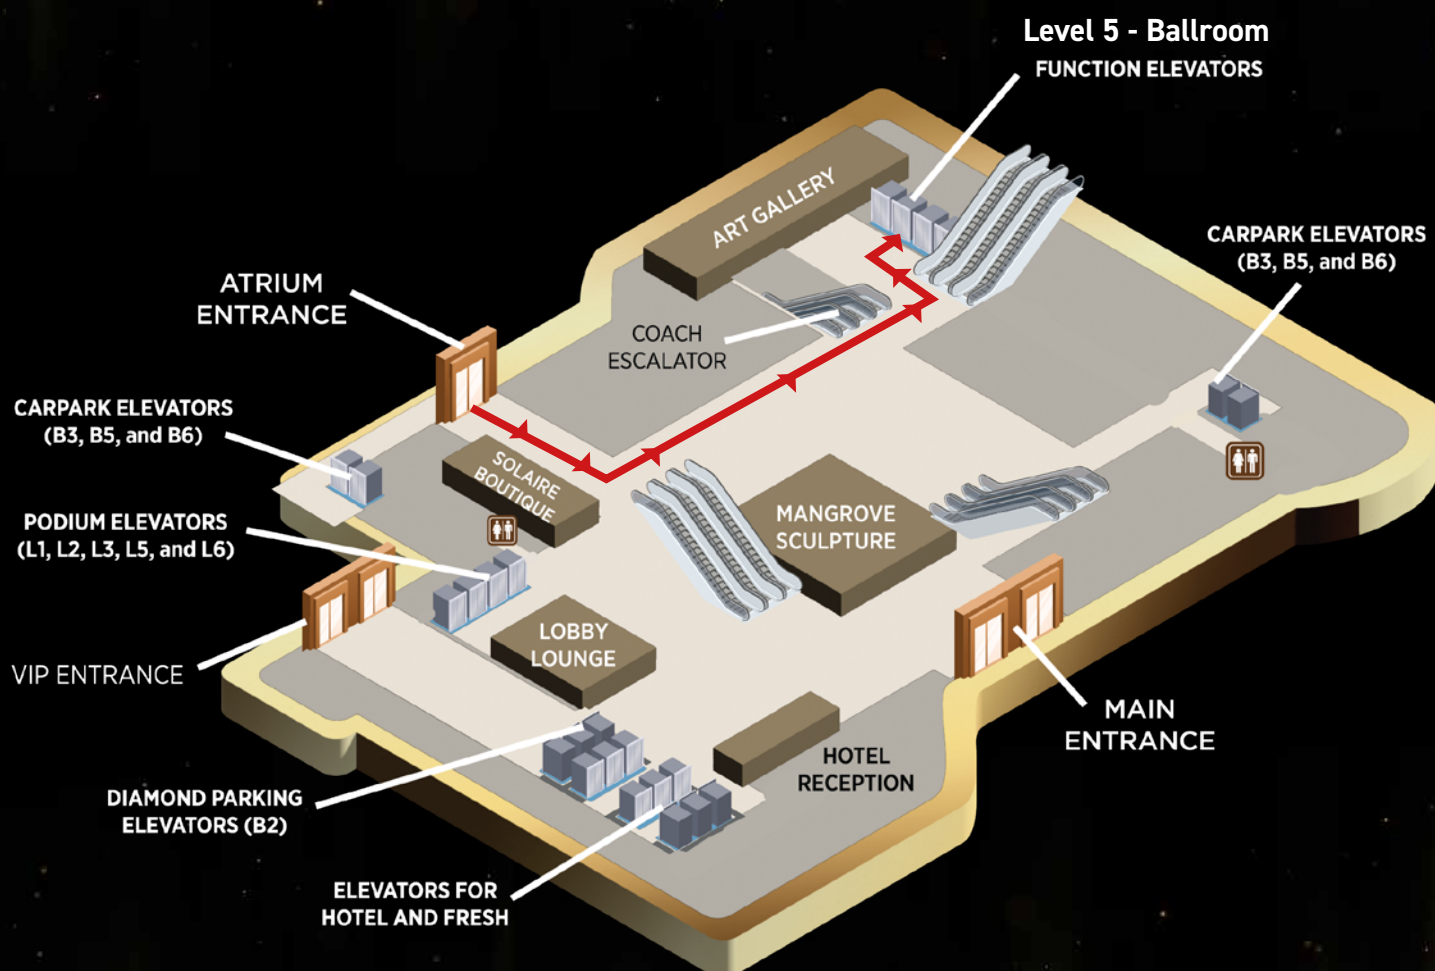 Level 5 - Ballroom
FUNCTION ELEVATORS
ART GALLERY
CARPARK ELEVATORS
(B3, B5, and B6)
ATRIUM
ENTRANCE
COACH
ESCALATOR
CARPARK ELEVATORS
(B3, B5, and B6)
SOLAIRE
BOUTIQUE
PODIUM ELEVATORS
(L1, L2, L3, L5, and L6)
MANGROVE
SCULPTURE
LOBBY
LOUNGE
VIP ENTRANCE
MAIN
ENTRANCE
HOTEL
RECEPTION
DIAMOND PARKING
ELEVATORS (B2)
ELEVATORS FOR
HOTEL AND FRESH